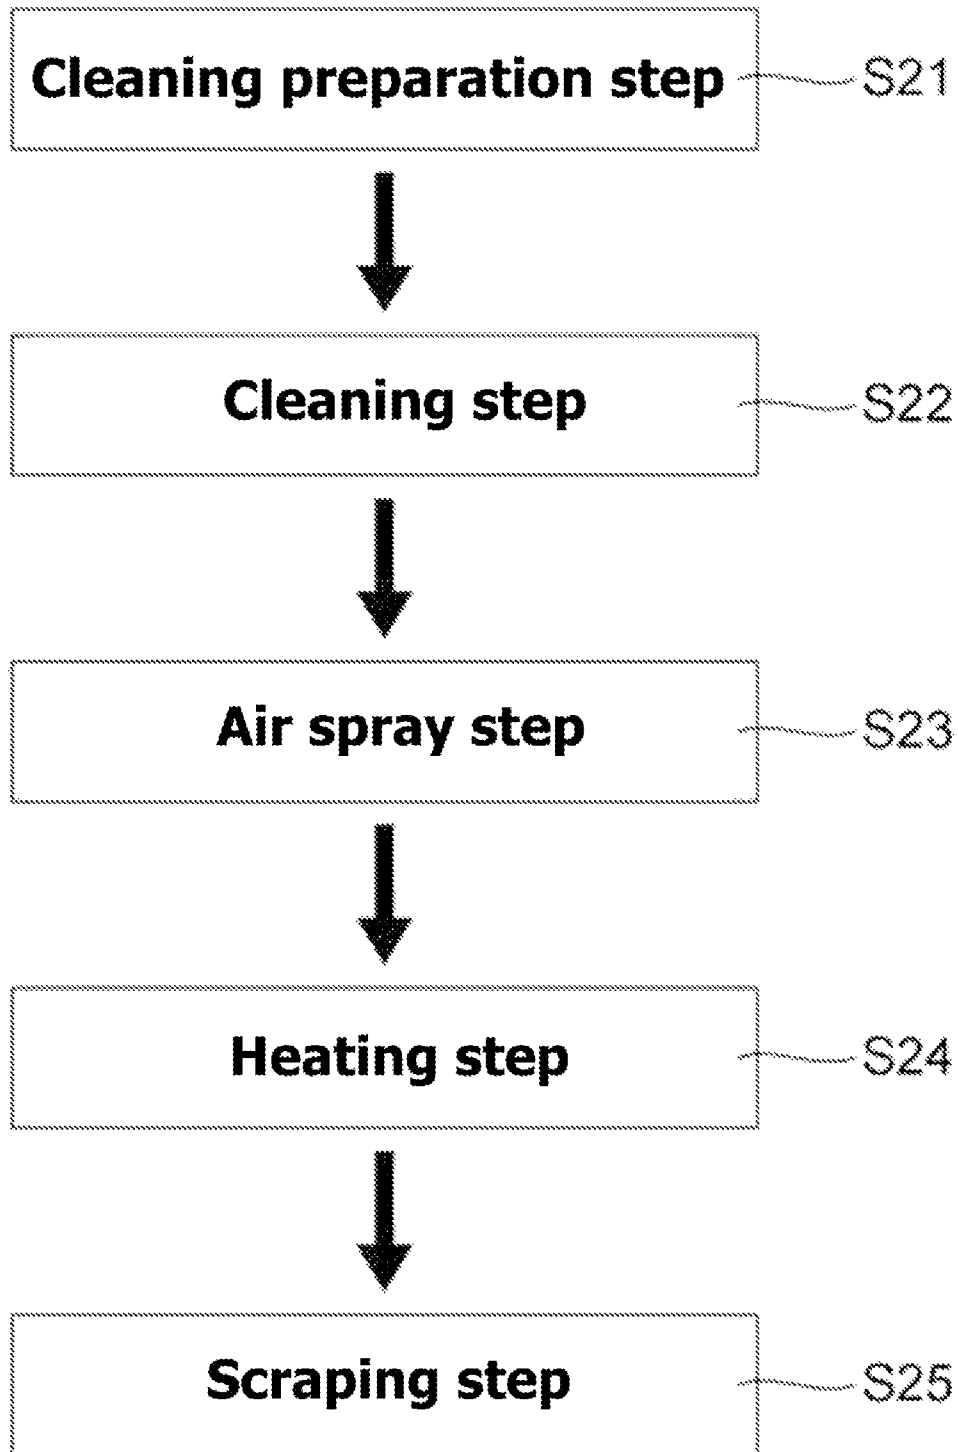 Cleaning preparation step S21
Cleaning step S22
Air spray step S23
Heating step S24
Scraping step S25